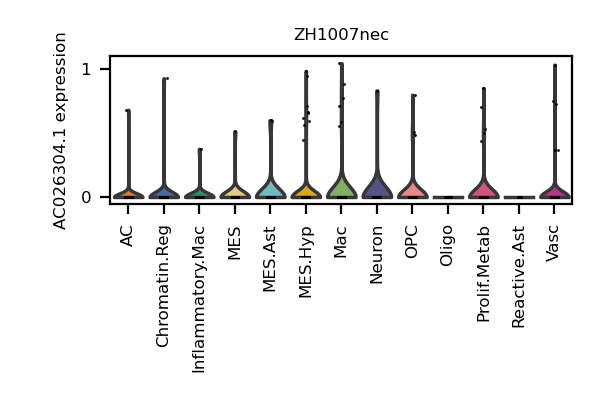 ZH1007nec
AC026304.1 expression
1
0
AC
Chromatin.Reg
Inflammatory.Mac
MES
MES.Ast
MES.Hyp
Mac
Neuron
OPC
Oligo
Prolif.Metab
Reactive.Ast
Vasc